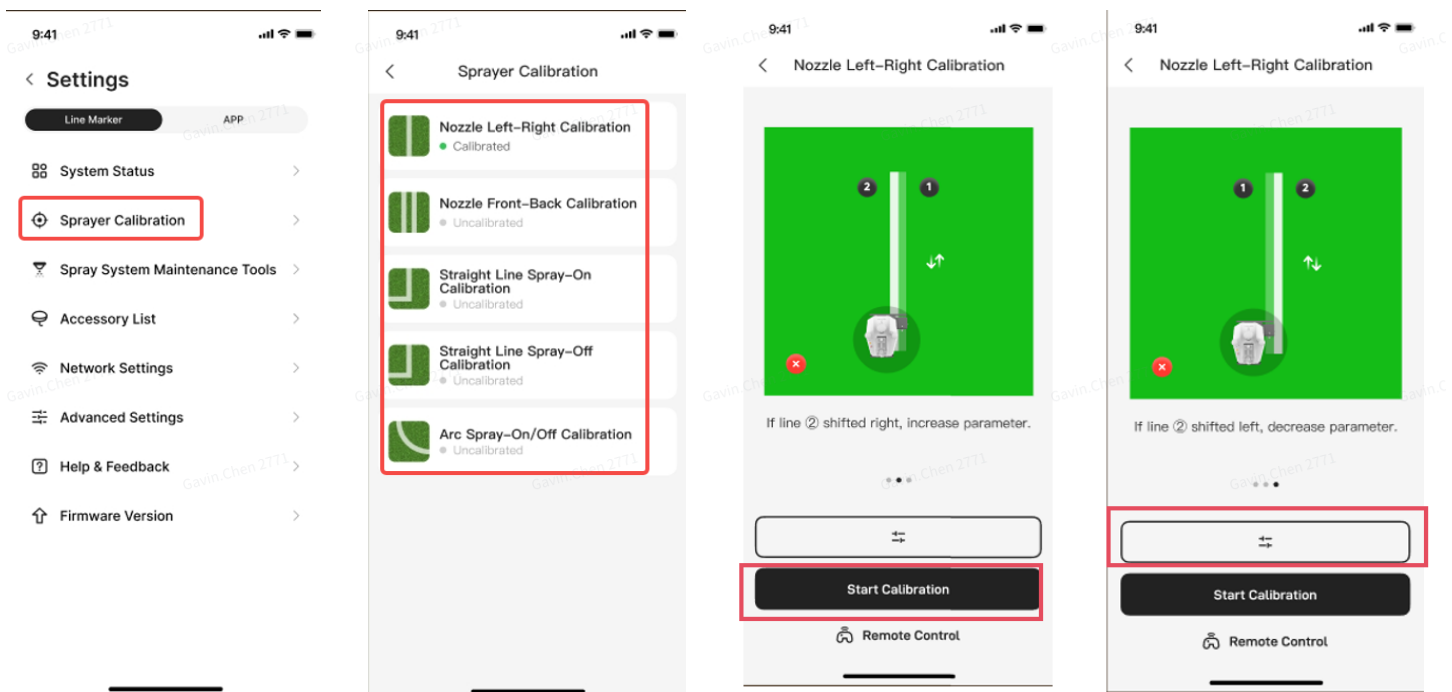 9:41
Settings
Line Marker
APP
System Status
Sprayer Calibration
Spray System Maintenance Tools
Accessory List
Network Settings
Advanced Settings
Help & Feedback
Firmware Version
Gavin.Chen 2771
9:41
Sprayer Calibration
Nozzle Left-Right Calibration
Calibrated
Nozzle Front-Back Calibration
Uncalibrated
Straight Line Spray-On
Calibration
Uncalibrated
Straight Line Spray-Off
Calibration
Uncalibrated
Arc Spray-On/Off Calibration
Uncalibrated
9:41
Nozzle Left-Right Calibration
2
1
If line ② shifted right, increase parameter.
Start Calibration
Remote Control
9:41
Nozzle Left-Right Calibration
1
2
If line ② shifted left, decrease parameter.
Start Calibration
Remote Control